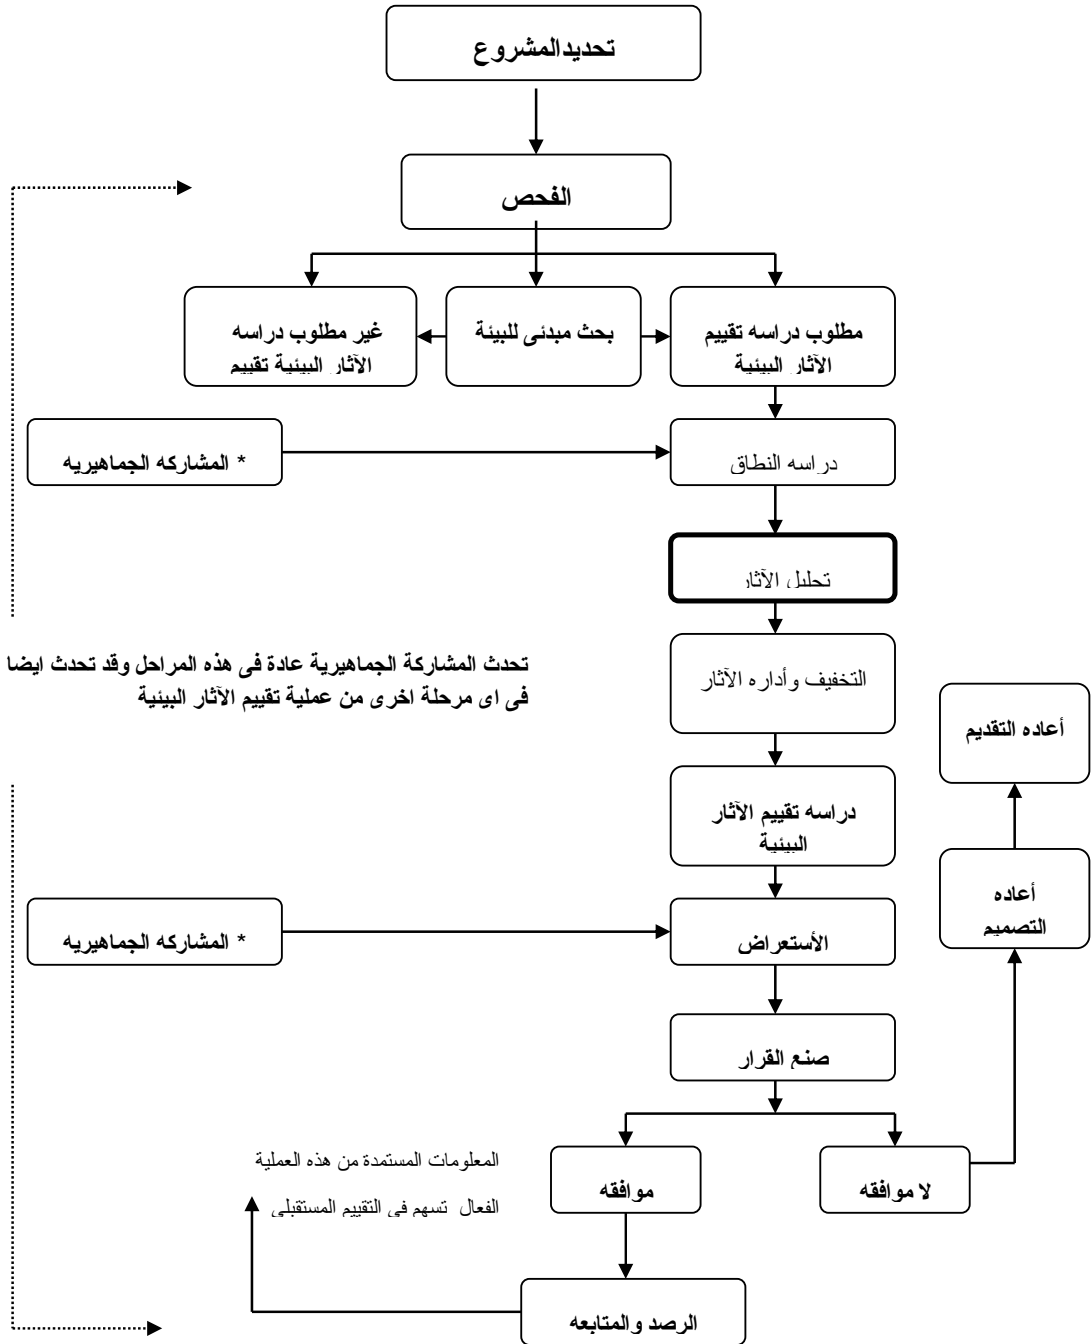 تحديدالمشروع
الفحص
مطلوب دراسه تقييم
الآثار البيئية
بحث مبدئى للبيئة
غير مطلوب دراسه
الآثار البيئية تقييم
دراسه النطاق
* المشاركه الجماهيريه
تحليل الآثار
التخفيف وأداره الآثار
تحدث المشاركة الجماهيرية عادة فى هذه المراحل وقد تحدث ايضا
فى اى مرحلة اخرى من عملية تقييم الآثار البيئية
أعاده التقديم
دراسه تقييم الآثار
البيئية
أعاده
التصميم
الأستعراض
* المشاركه الجماهيريه
صنع القرار
لا موافقه
موافقه
المعلومات المستمدة من هذه العملية
الفعال تسهم فى التقييم المستقبلى
الرصد والمتابعه